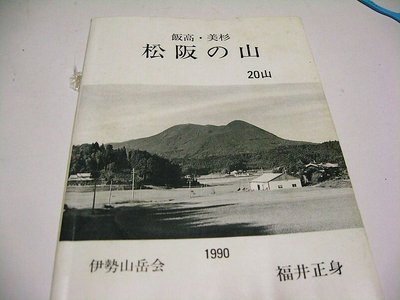 飯高・美杉
松阪の山
20山
1990
伊勢山岳会
福井正身